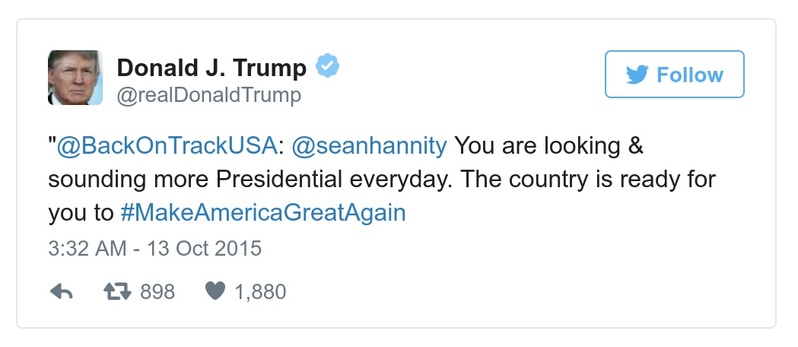 Donald J. Trump
@realDonaldTrump
Follow
"@BackOnTrackUSA: @seanhannity You are looking &
sounding more Presidential everyday. The country is ready for
you to #MakeAmericaGreatAgain
3:32 AM - 13 Oct 2015
898 1,880